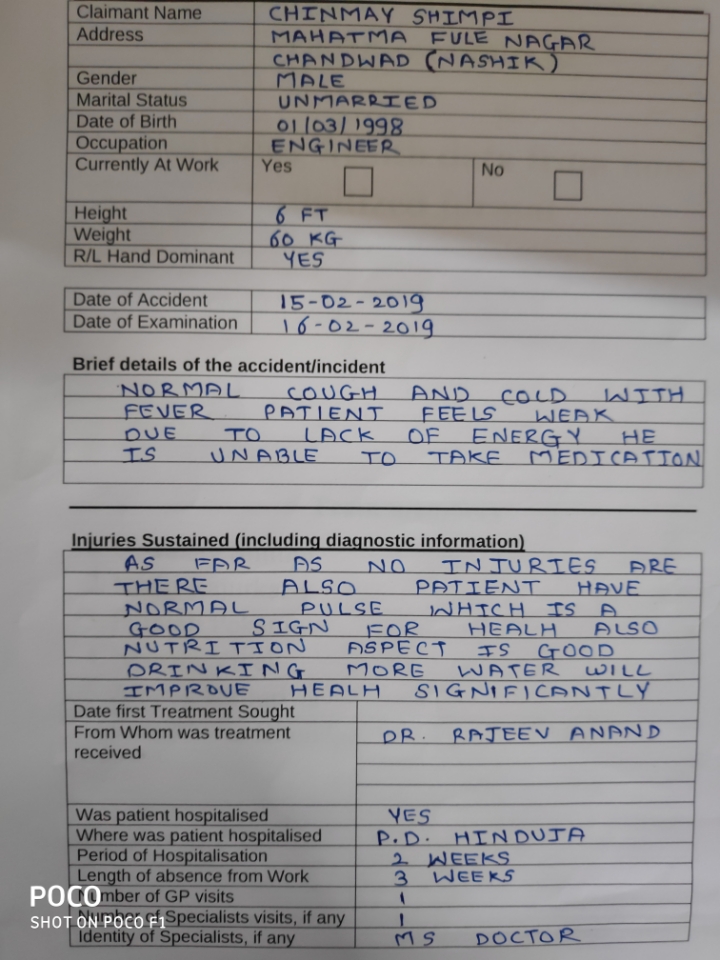 Claimant Name CHINMAY SHIMPI
Address MAHATMA FULE NAGAR
CHANDWAD (NASHIK)
Gender MALE
Marital Status UNMARRIED
Date of Birth 01/03/1998
Occupation ENGINEER
Currently At Work Yes No
Height 6 FT
Weight 60 KG
R/L Hand Dominant YES
Date of Accident 15-02-2019
Date of Examination 16-02-2019
Brief details of the accident/incident
NORMAL COUGH AND COLD WITH
FEVER PATIENT FEELS WEAK
DUE TO LACK OF ENERGY HE
IS UNABLE TO TAKE MEDICATION
Injuries Sustained (including diagnostic information)
AS FAR AS NO INJURIES ARE
THERE ALSO PATIENT HAVE
NORMAL PULSE WHICH IS A
GOOD SIGN FOR HEALH ALSO
NUTRITION ASPECT IS GOOD
DRINKING MORE WATER WILL
IMPROVE HEALH SIGNIFICANTLY
Date first Treatment Sought
From Whom was treatment DR. RAJEEV ANAND
received
Was patient hospitalised YES
Where was patient hospitalised P.D. HINDUJA
Period of Hospitalisation 2 WEEKS
Length of absence from Work 3 WEEKS
Number of GP visits 1
Number of Specialists visits, if any 1
Identity of Specialists, if any MS DOCTOR
POCO
SHOT ON POCO F1